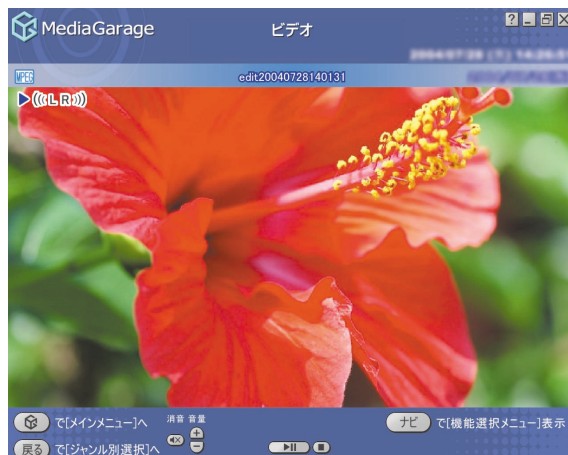 MediaGarage
ビデオ
MPEG
edit20040728140131
L R
で[メインメニュー]へ 消音 音量 ナビ で[機能選択メニュー]表示
戻る で[ジャンル別選択]へ